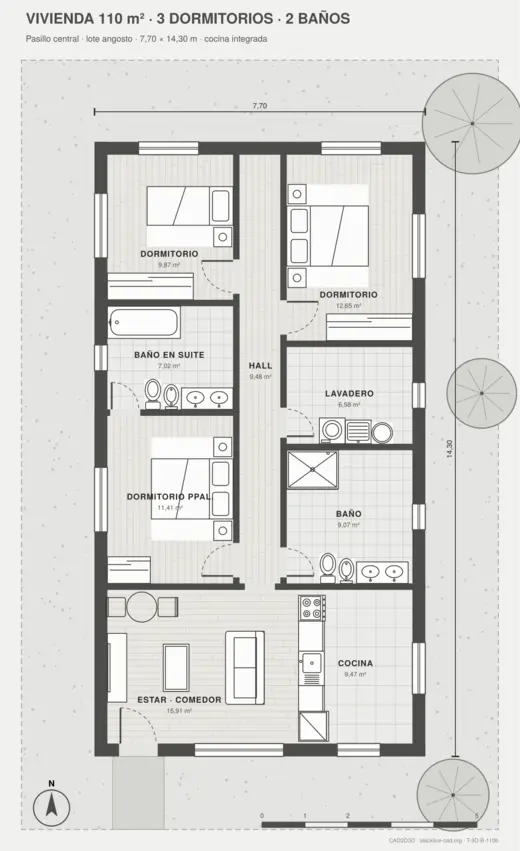 VIVIENDA 110 m² · 3 DORMITORIOS · 2 BAÑOS
Pasillo central · lote angosto · 7,70 × 14,30 m · cocina integrada
7,70
DORMITORIO
9,87 m²
DORMITORIO
12,65 m²
BAÑO EN SUITE
7,02 m²
HALL
9,48 m²
LAVADERO
6,58 m²
14,30
DORMITORIO PPAL.
11,41 m²
BAÑO
9,07 m²
COCINA
9,47 m²
ESTAR - COMEDOR
15,91 m²
N
0 1 2 5